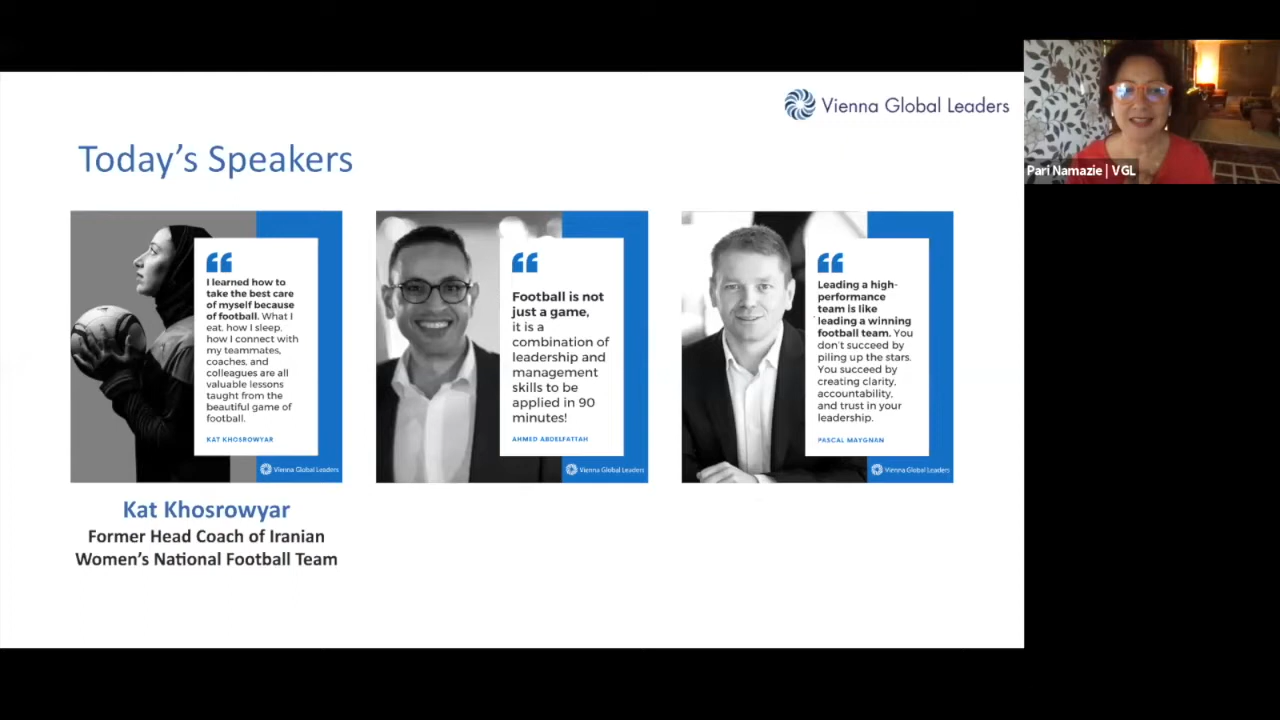 Vienna Global Leaders
Pari Namazie | VGL
Today's Speakers
I learned how to
take the best care
of myself because
of football. What I
eat, how I sleep,
how I connect with
my teammates,
coaches, and
colleagues are all
valuable lessons
taught from the
beautiful game of
football.
KAT KHOSROWYAR
Vienna Global Leaders
Football is not
just a game,
it is a
combination of
leadership and
management
skills to be
applied in 90
minutes!
AHMED ABDELFATTAH
Vienna Global Leaders
Leading a high-
performance
team is like
leading a winning
football team. You
don't succeed by
piling up the stars.
You succeed by
creating clarity,
accountability,
and trust in your
leadership.
PASCAL MAYGNAN
Vienna Global Leaders
Kat Khosrowyar
Former Head Coach of Iranian
Women's National Football Team